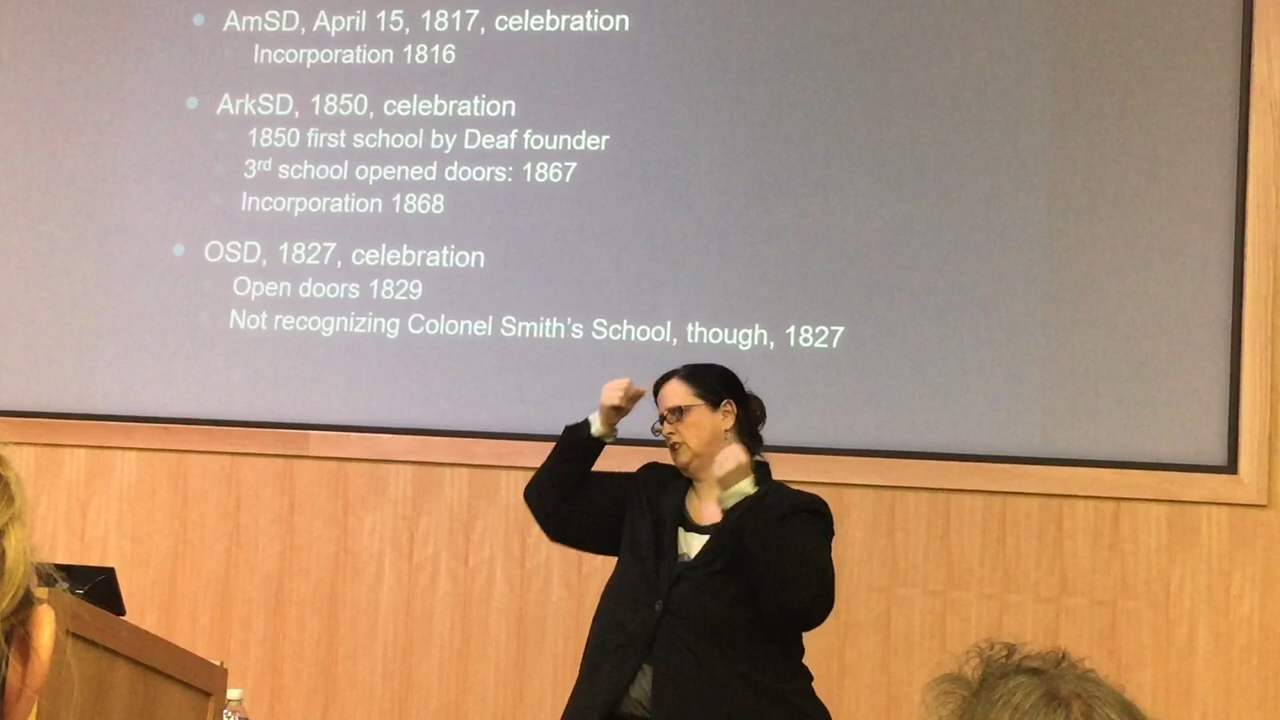 AmSD, April 15, 1817, celebration
Incorporation 1816
ArkSD, 1850, celebration
1850 first school by Deaf founder
3rd school opened doors: 1867
Incorporation 1868
OSD, 1827, celebration
Open doors 1829
Not recognizing Colonel Smith's School, though, 1827